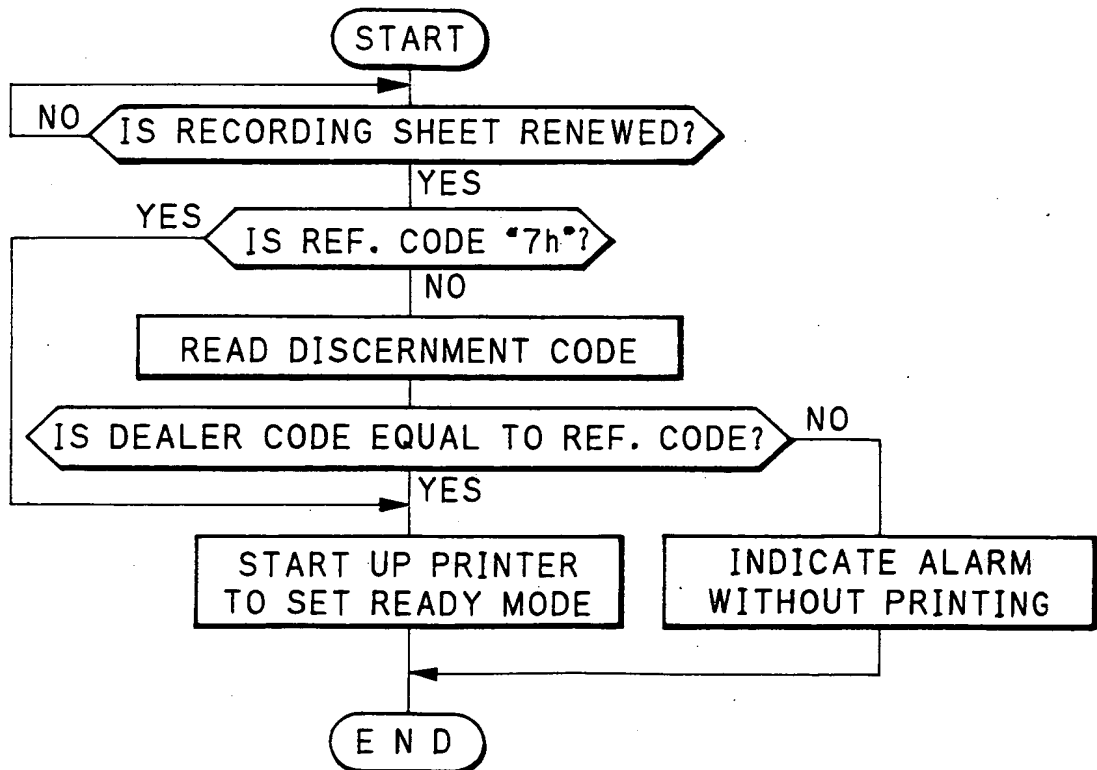 START
NO
IS RECORDING SHEET RENEWED?
YES
YES
IS REF. CODE "7h"?
NO
READ DISCERNMENT CODE
IS DEALER CODE EQUAL TO REF. CODE?
NO
YES
START UP PRINTER
TO SET READY MODE
INDICATE ALARM
WITHOUT PRINTING
END